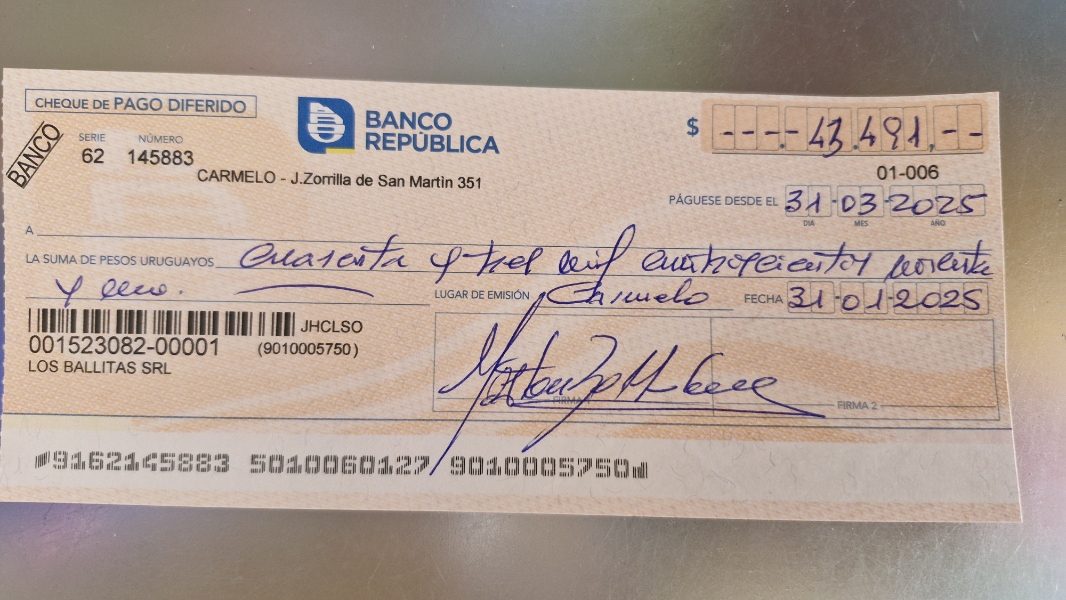 CHEQUE DE PAGO DIFERIDO
BANCO
SERIE NÚMERO
62 145883
BANCO
REPÚBLICA
CARMELO - J.Zorrilla de San Martìn 351
$ ----43.491,--
01-006
PÁGUESE DESDE EL 31-03-2025
DIA MES AÑO
A
LA SUMA DE PESOS URUGUAYOS cuarenta y tres mil cuatrocientos noventa
y uno.
LUGAR DE EMISIÓN Carmelo FECHA 31-01-2025
JHCLSO
001523082-00001 (9010005750)
LOS BALLITAS SRL
FIRMA 1 FIRMA 2
9162145883 5010060127 9010005750